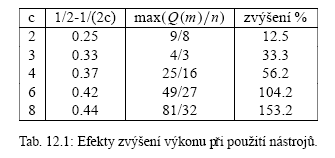 c 1/2-1/(2c) max(Q(m)/n) zvýšení %
2 0.25 9/8 12.5
3 0.33 4/3 33.3
4 0.37 25/16 56.2
6 0.42 49/27 104.2
8 0.44 81/32 153.2
Tab. 12.1: Efekty zvýšení výkonu při použití nástrojů.